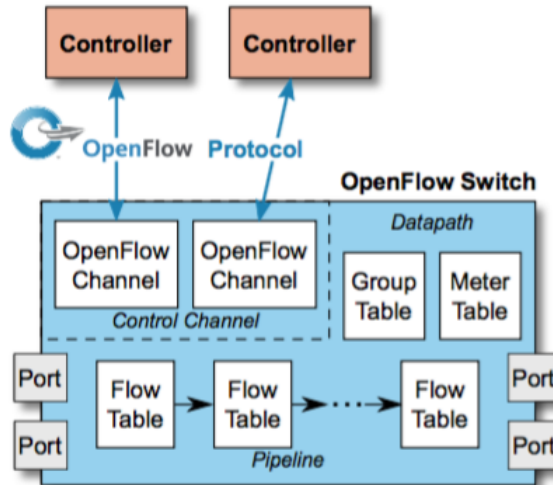 Controller
Controller
OpenFlow Protocol
OpenFlow Switch
Datapath
OpenFlow
Channel
OpenFlow
Channel
Control Channel
Group
Table
Meter
Table
Port
Port
Flow
Table
Flow
Table
...
Flow
Table
Pipeline
Port
Port